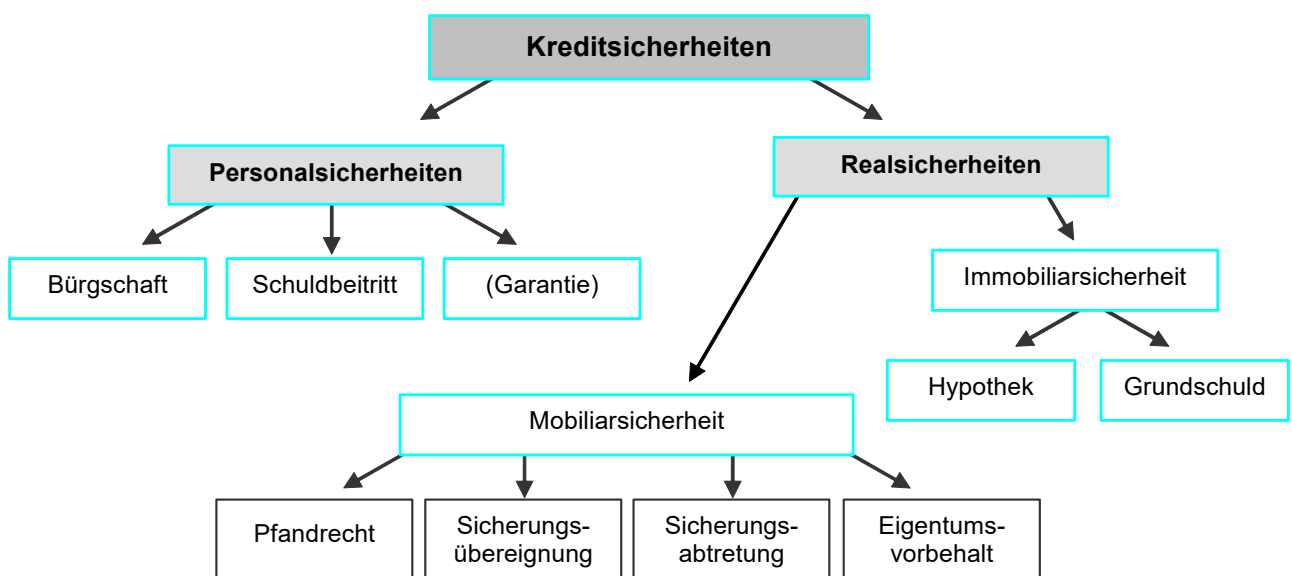 Kreditsicherheiten
Personalsicherheiten
Realsicherheiten
Bürgschaft
Schuldbeitritt
(Garantie)
Immobiliarsicherheit
Hypothek
Grundschuld
Mobiliarsicherheit
Pfandrecht
Sicherungs-
übereignung
Sicherungs-
abtretung
Eigentums-
vorbehalt